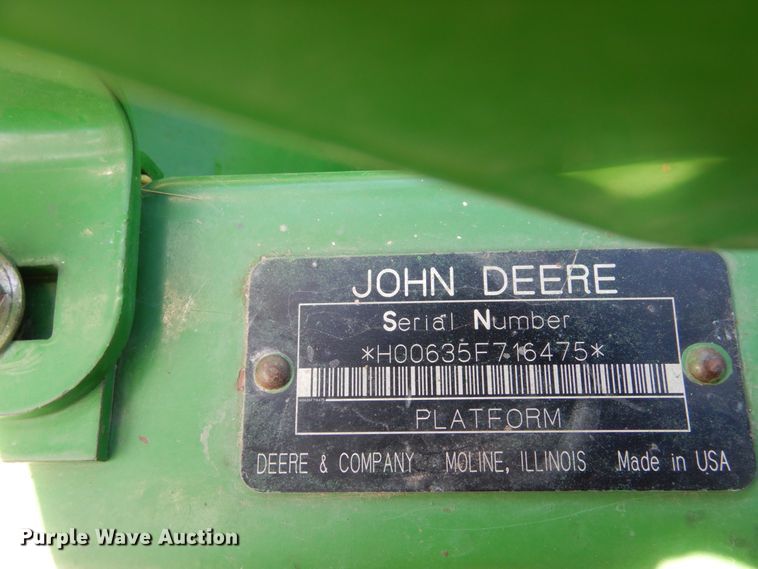 JOHN DEERE
Serial Number
*H00635F716475*
PLATFORM
DEERE & COMPANY MOLINE, ILLINOIS Made in USA
Purple Wave Auction